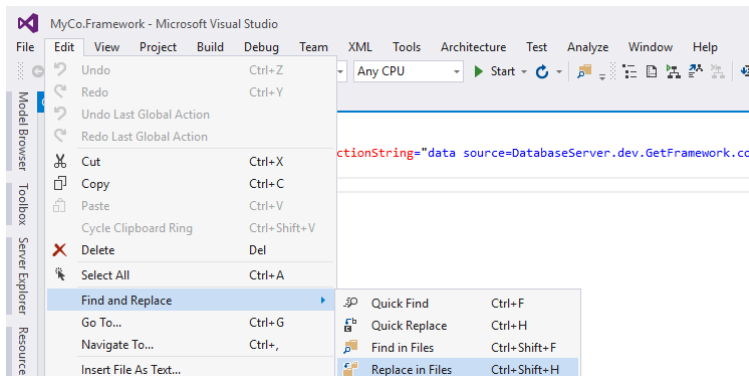 MyCo.Framework - Microsoft Visual Studio
File Edit View Project Build Debug Team XML Tools Architecture Test Analyze Window Help
Any CPU Start
Undo Ctrl+Z
Redo Ctrl+Y
Undo Last Global Action
Redo Last Global Action
Cut Ctrl+X
Copy Ctrl+C
Paste Ctrl+V
Cycle Clipboard Ring Ctrl+Shift+V
Delete Del
Select All Ctrl+A
Find and Replace
Go To... Ctrl+G
Navigate To... Ctrl+,
Insert File As Text...
Quick Find Ctrl+F
Quick Replace Ctrl+H
Find in Files Ctrl+Shift+F
Replace in Files Ctrl+Shift+H
ctionString="data source=DatabaseServer.dev.GetFramework.co
Model Browser
Toolbox
Server Explorer
Resource